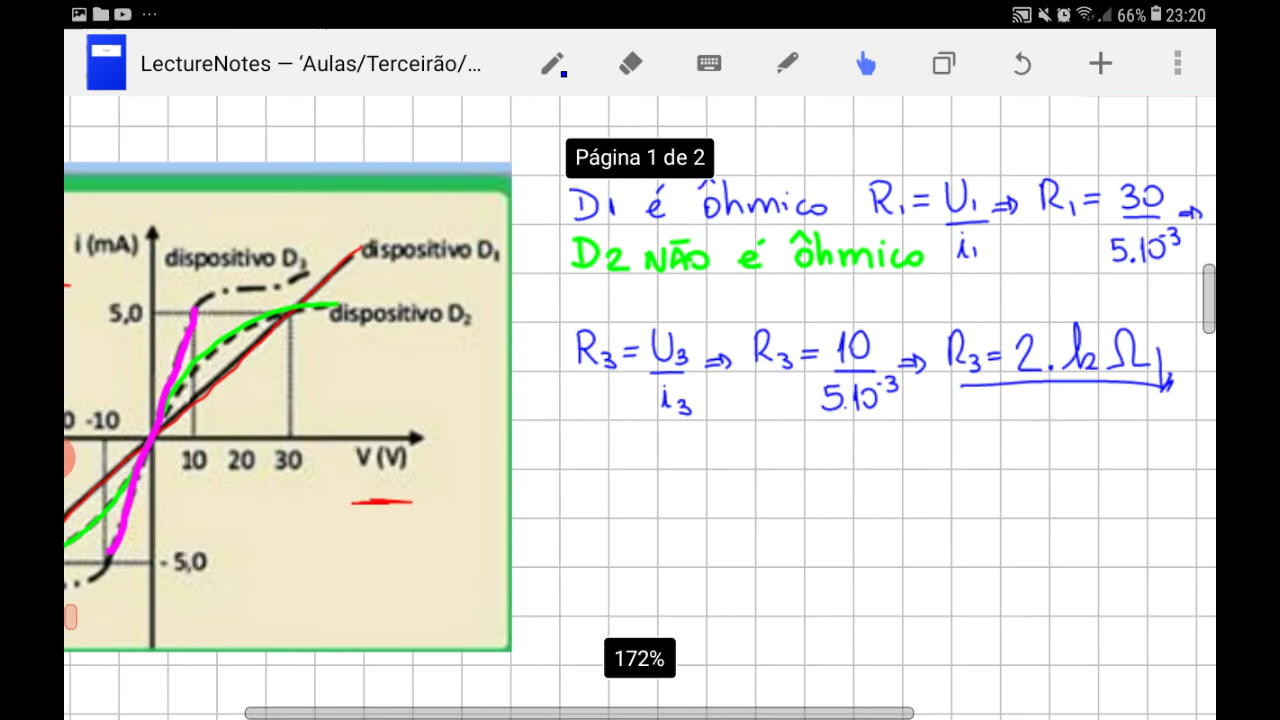 66% 23:20
LectureNotes — ‘Aulas/Terceirão/...
Página 1 de 2
D1 é ôhmico R₁ = U₁/i₁ ⇒ R₁ = 30/5.10⁻³ ⇒
D2 NÃO é ôhmico
R₃ = U₃/i₃ ⇒ R₃ = 10/5.10⁻³ ⇒ R₃ = 2.kΩ
i (mA)
dispositivo D₃
dispositivo D₁
5,0
dispositivo D₂
0 -10
10 20 30 V (V)
- 5,0
172%